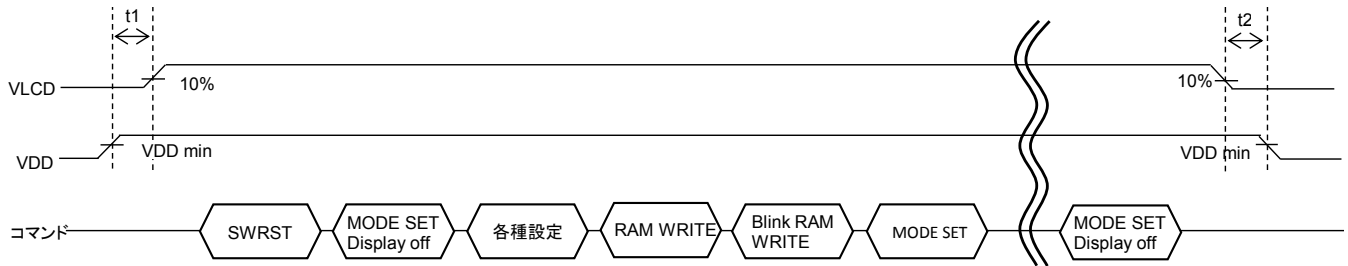 t1
t2
VLCD
10%
10%
VDD
VDD min
VDD min
コマンド
SWRST
MODE SET
Display off
各種設定
RAM WRITE
Blink RAM
WRITE
MODE SET
MODE SET
Display off